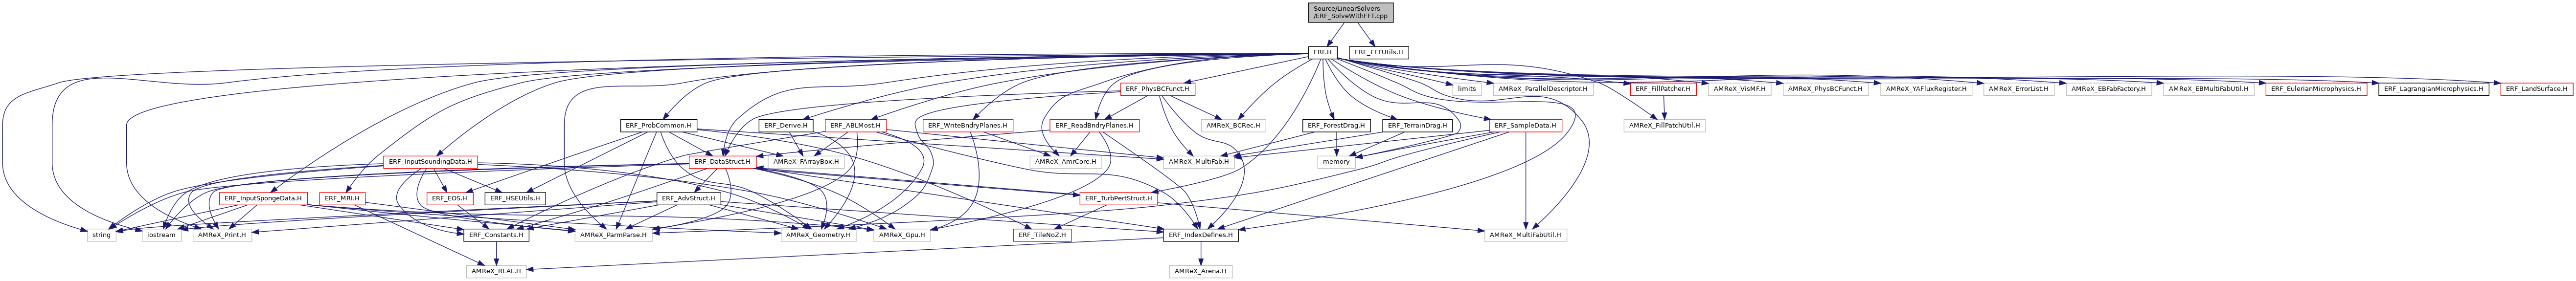 Source/LinearSolvers
/ERF_SolveWithFFT.cpp
ERF.H
ERF_FFTUtils.H
ERF_PhysBCFunct.H
limits
AMReX_ParallelDescriptor.H
ERF_FillPatcher.H
AMReX_VisMF.H
AMReX_PhysBCFunct.H
AMReX_YAFluxRegister.H
AMReX_ErrorList.H
AMReX_EBFabFactory.H
AMReX_EBMultiFabUtil.H
ERF_EulerianMicrophysics.H
ERF_LagrangianMicrophysics.H
ERF_LandSurface.H
ERF_ProbCommon.H
ERF_Derive.H
ERF_ABLMost.H
ERF_WriteBndryPlanes.H
ERF_ReadBndryPlanes.H
AMReX_BCRec.H
ERF_ForestDrag.H
ERF_TerrainDrag.H
ERF_SampleData.H
AMReX_FillPatchUtil.H
ERF_InputSoundingData.H
ERF_DataStruct.H
AMReX_FArrayBox.H
AMReX_AmrCore.H
AMReX_MultiFab.H
memory
ERF_InputSpongeData.H
ERF_MRI.H
ERF_EOS.H
ERF_HSEUtils.H
ERF_AdvStruct.H
ERF_TurbPertStruct.H
string
iostream
AMReX_Print.H
ERF_Constants.H
AMReX_ParmParse.H
AMReX_Geometry.H
AMReX_Gpu.H
ERF_TileNoZ.H
ERF_IndexDefines.H
AMReX_MultiFabUtil.H
AMReX_REAL.H
AMReX_Arena.H